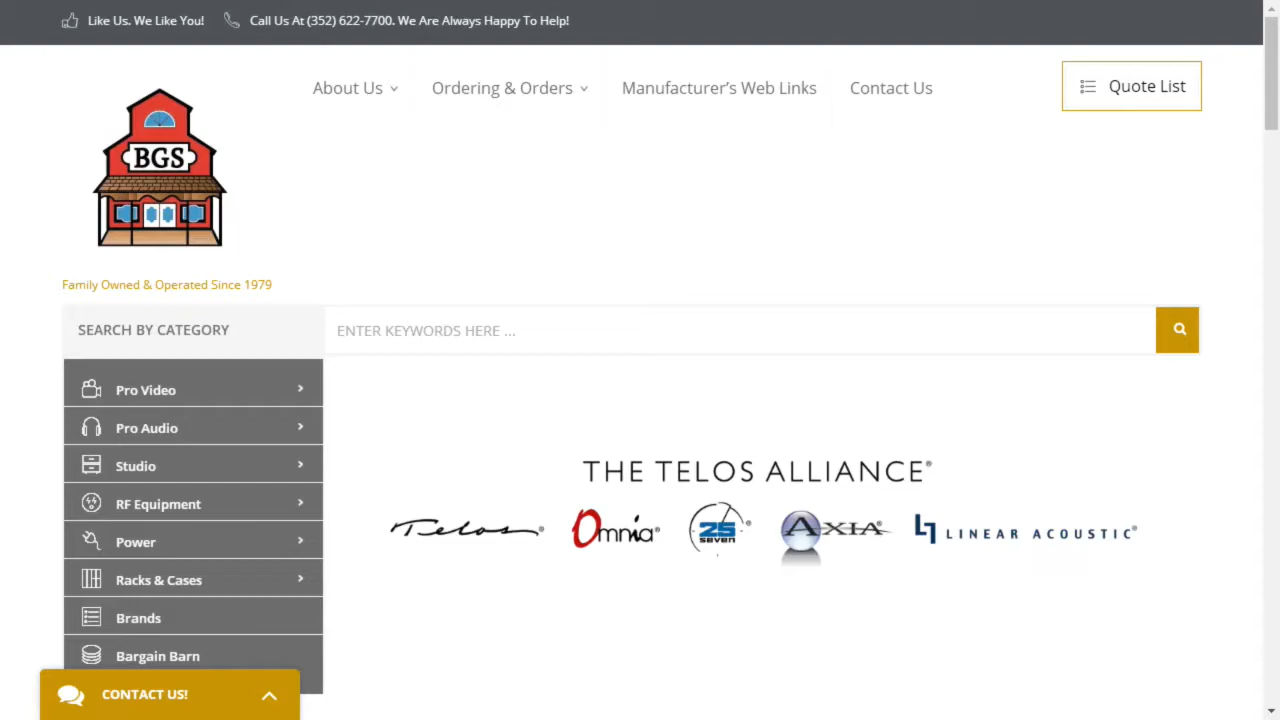 Like Us. We Like You!
Call Us At (352) 622-7700. We Are Always Happy To Help!
About Us
Ordering & Orders
Manufacturer's Web Links
Contact Us
Quote List
BGS
Family Owned & Operated Since 1979
SEARCH BY CATEGORY
ENTER KEYWORDS HERE ...
Pro Video
Pro Audio
Studio
RF Equipment
Power
Racks & Cases
Brands
Bargain Barn
THE TELOS ALLIANCE®
Telos®
Omnia®
25 seven®
AXIA®
LINEAR ACOUSTIC®
CONTACT US!